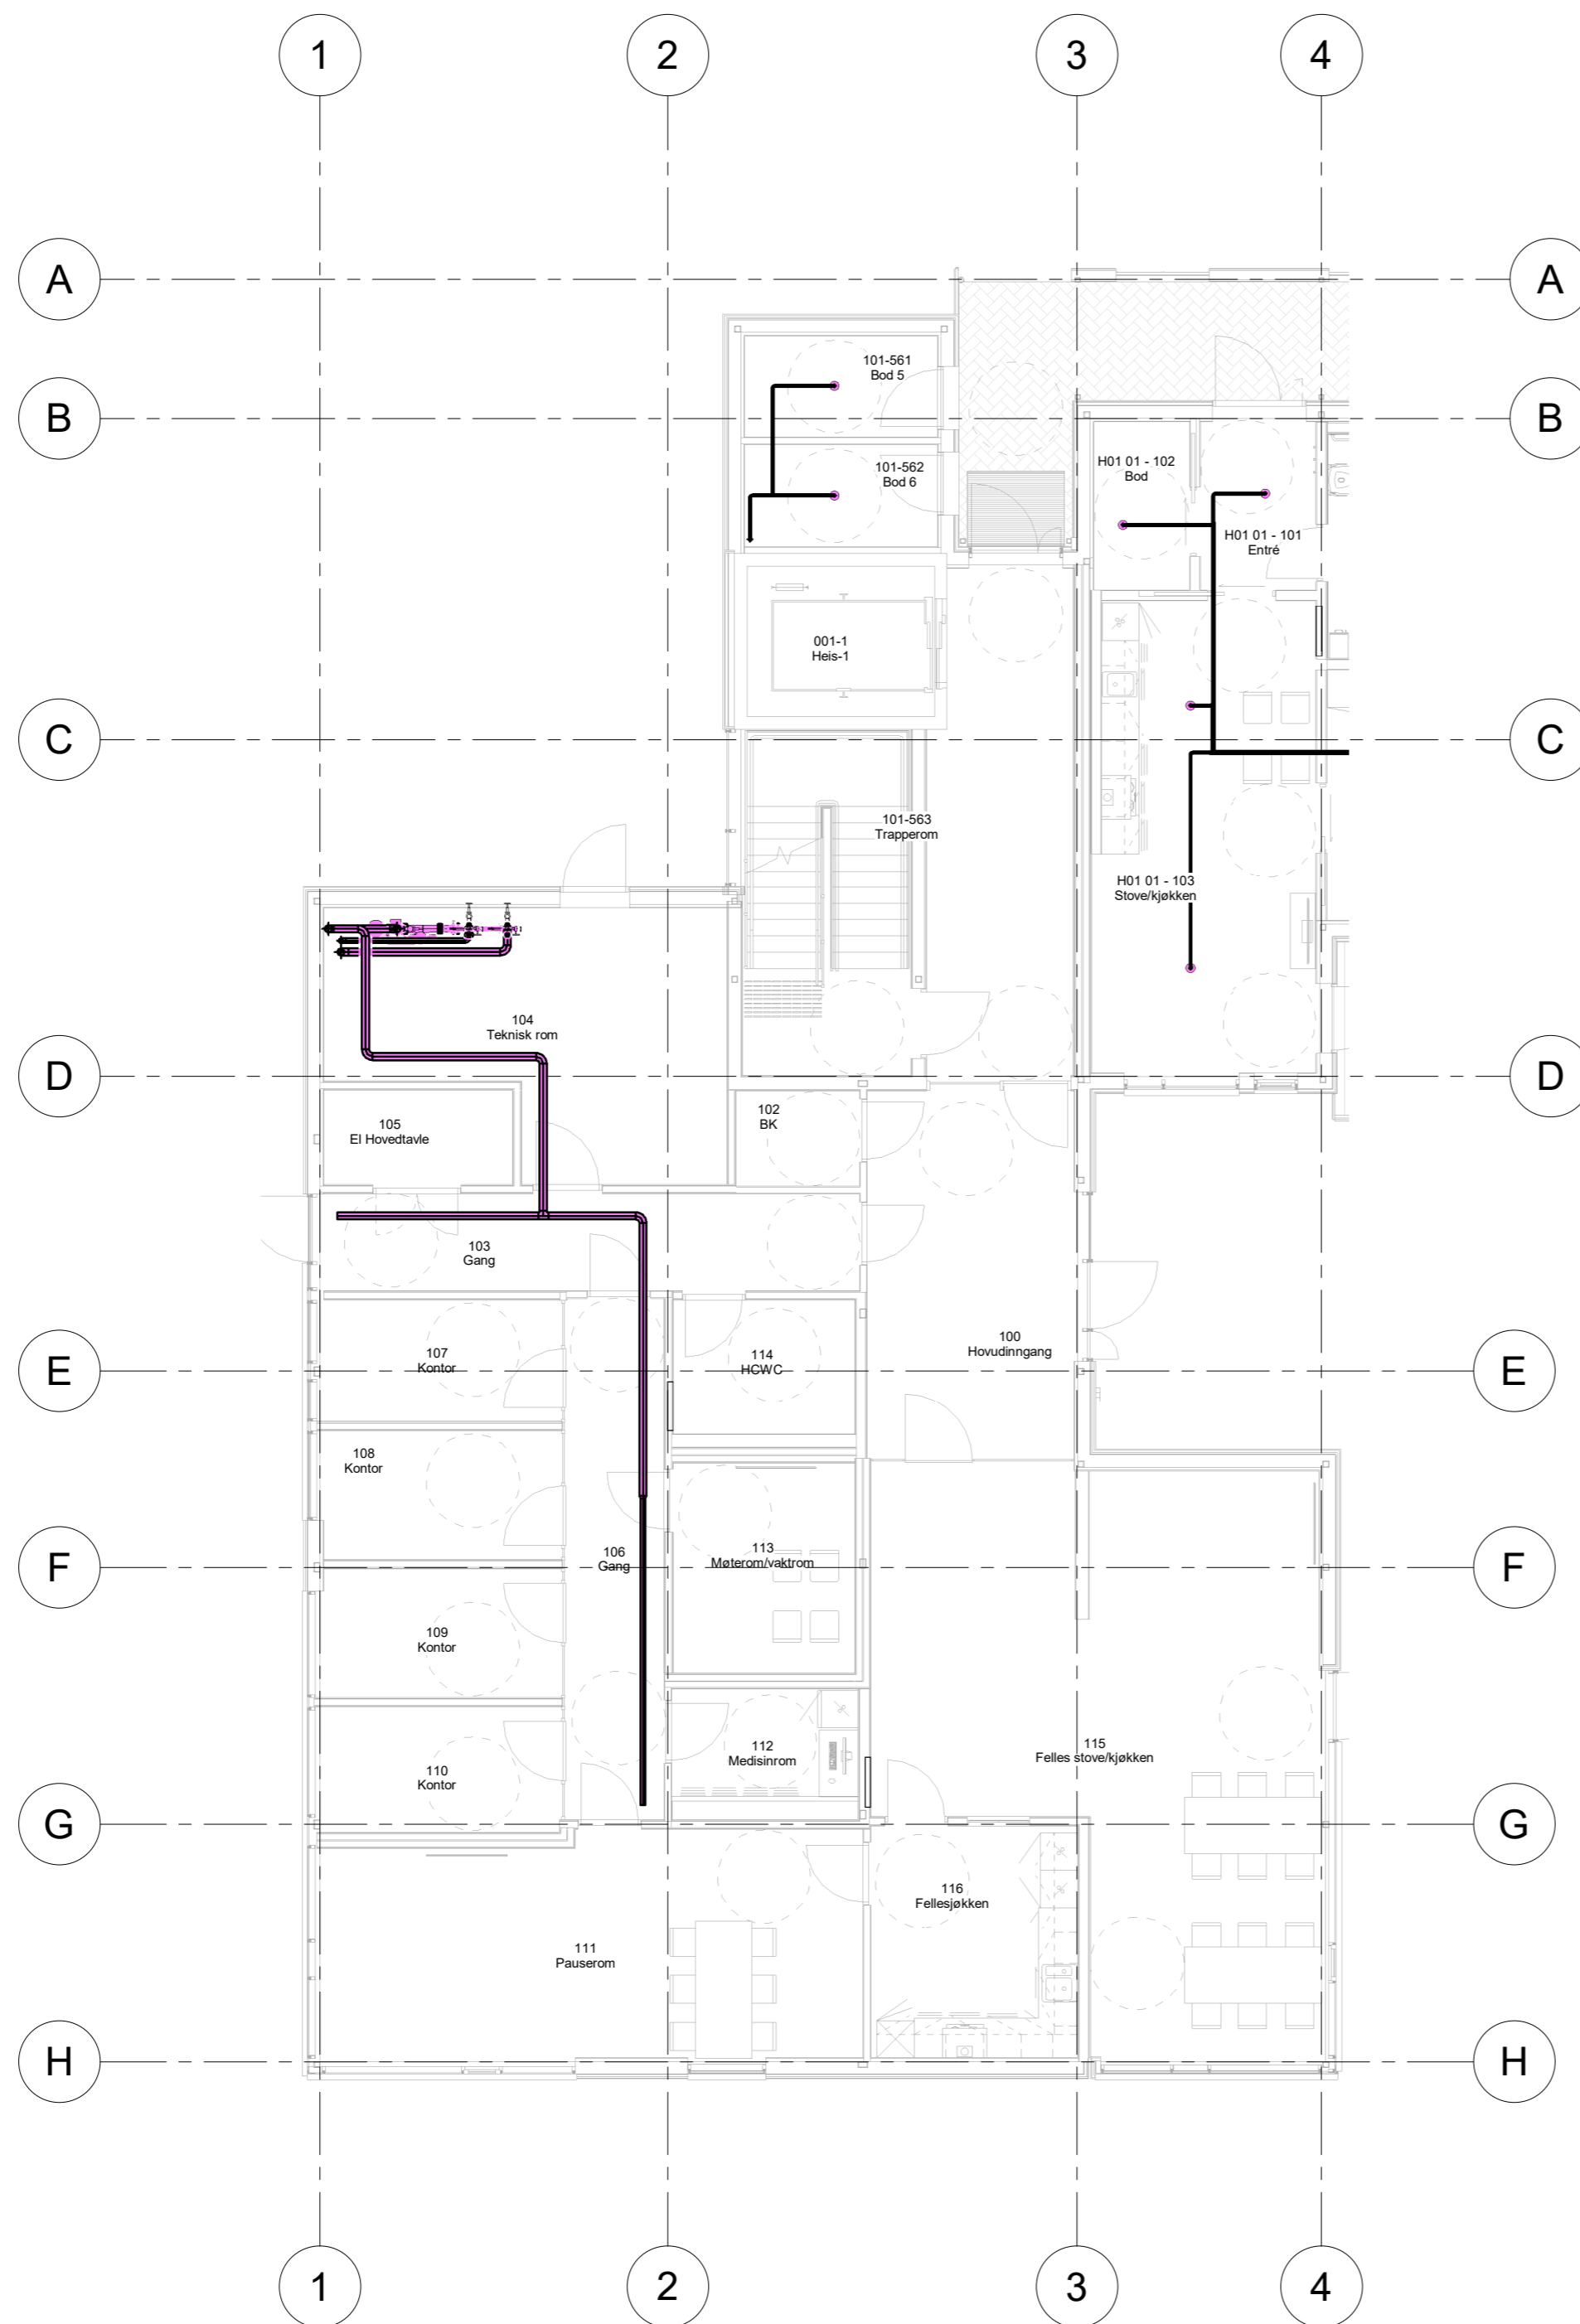 1
2
3
4
A
A
101-561
Bod 5
B
B
H01 01 - 102
Bod
101-562
Bod 6
H01 01 - 101
Entré
001-1
Heis-1
C
C
101-563
Trapperom
H01 01 - 103
Stove/kjøkken
104
Teknisk rom
D
D
102
BK
105
El Hovedtavle
103
Gang
100
Hovudinngang
107
Kontor
114
HCWC
E
E
108
Kontor
106
Gang
113
Møterom/vaktrom
F
F
109
Kontor
112
Medisinrom
115
Felles stove/kjøkken
110
Kontor
G
G
116
Fellesjøkken
111
Pauserom
H
H
1
2
3
4